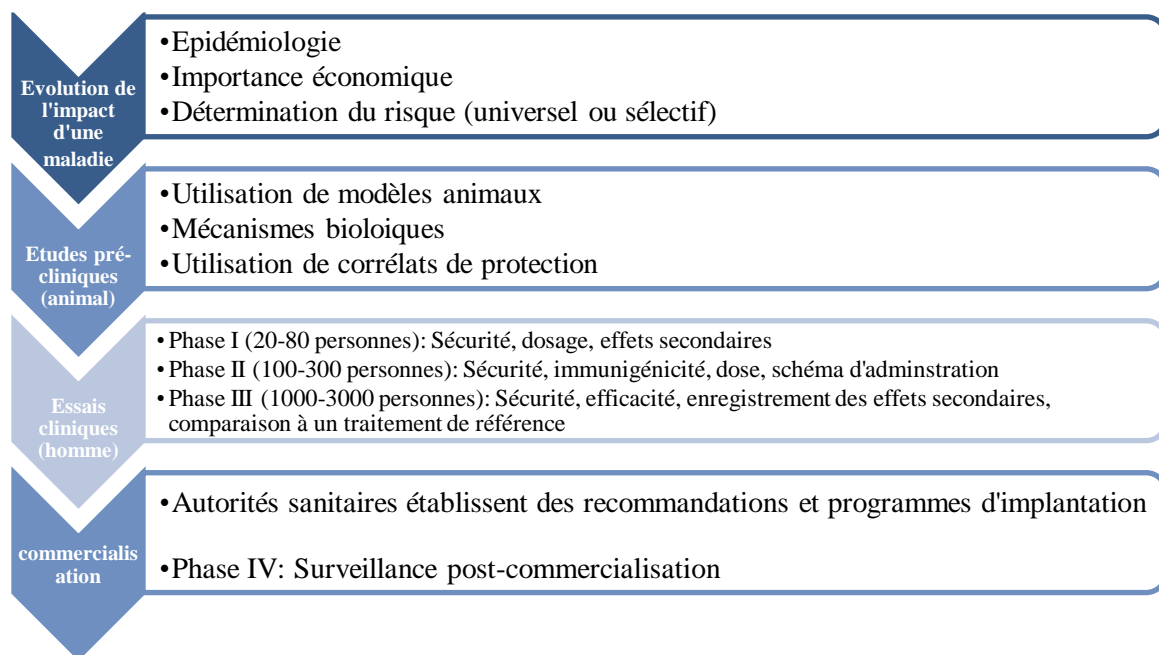 Evolution de
l'impact
d'une
maladie
•Epidémiologie
•Importance économique
•Détermination du risque (universel ou sélectif)
Etudes pré-
cliniques
(animal)
•Utilisation de modèles animaux
•Mécanismes bioloiques
•Utilisation de corrélats de protection
Essais
cliniques
(homme)
•Phase I (20-80 personnes): Sécurité, dosage, effets secondaires
•Phase II (100-300 personnes): Sécurité, immunigénicité, dose, schéma d'adminstration
•Phase III (1000-3000 personnes): Sécurité, efficacité, enregistrement des effets secondaires,
comparaison à un traitement de référence
commercialis
ation
•Autorités sanitaires établissent des recommandations et programmes d'implantation
•Phase IV: Surveillance post-commercialisation